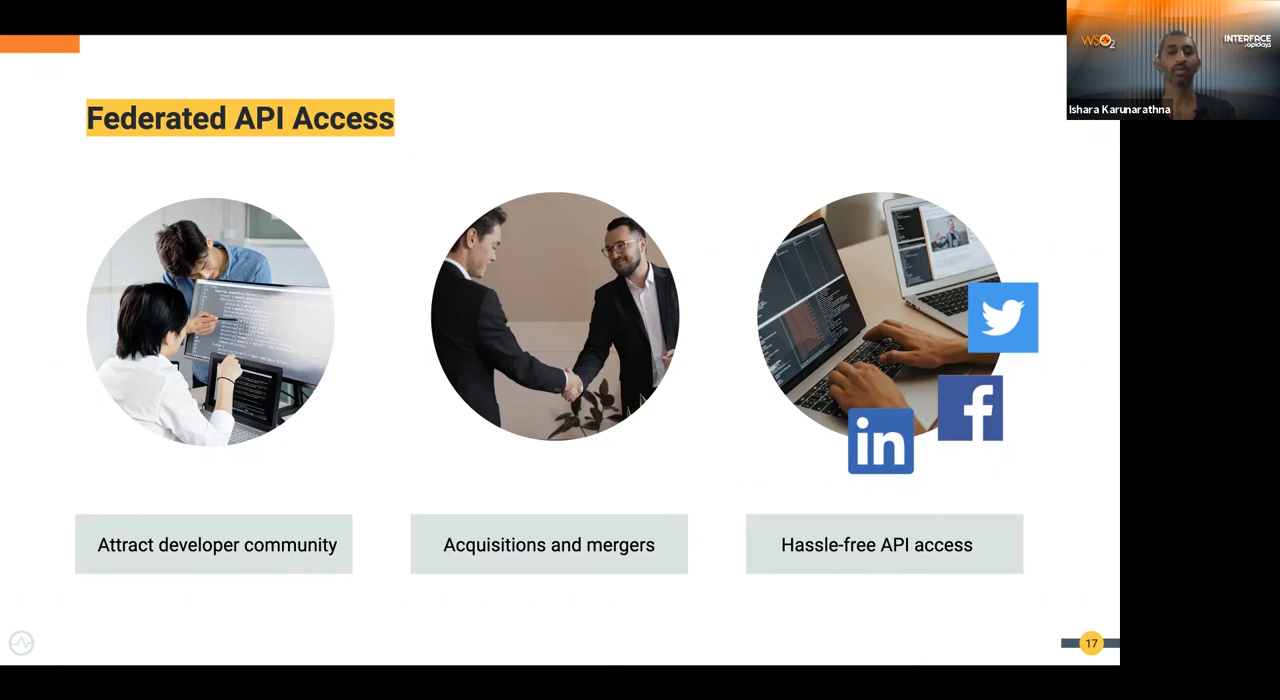 WSO2
INTERFACE
by apidays
Ishara Karunarathna
Federated API Access
in
f
Attract developer community
Acquisitions and mergers
Hassle-free API access
17